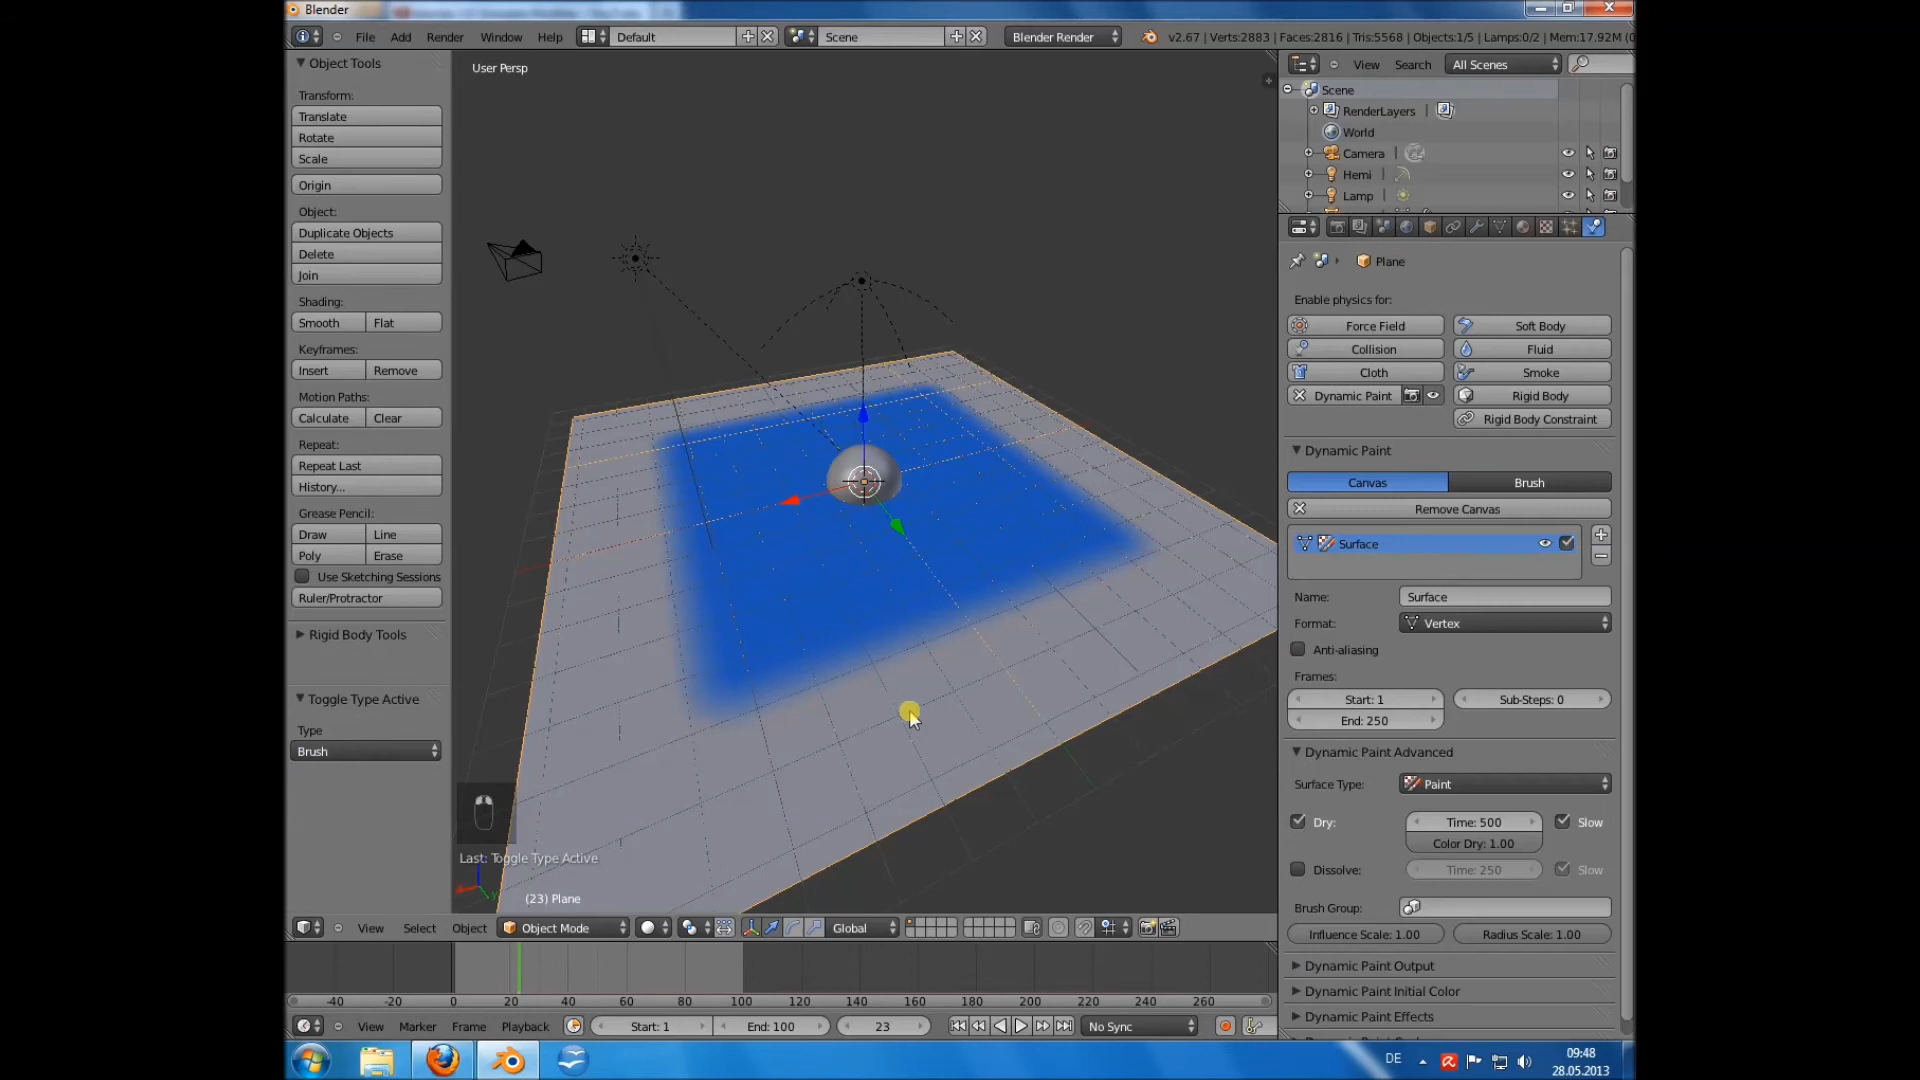 Blender
File Add Render Window Help Default Scene Blender Render v2.67 | Verts:2883 | Faces:2816 | Tris:5568 | Objects:1/5 | Lamps:0/2 | Mem:17.92M (0
Object Tools
Transform:
Translate
Rotate
Scale
Origin
Object:
Duplicate Objects
Delete
Join
Shading:
Smooth Flat
Keyframes:
Insert Remove
Motion Paths:
Calculate Clear
Repeat:
Repeat Last
History...
Grease Pencil:
Draw Line
Poly Erase
Use Sketching Sessions
Ruler/Protractor
Rigid Body Tools
Toggle Type Active
Type
Brush
User Persp
Last: Toggle Type Active
(23) Plane
View Select Object Object Mode Global
-40 -20 0 20 40 60 80 100 120 140 160 180 200 220 240 260
View Marker Frame Playback Start: 1 End: 100 23 No Sync
View Search All Scenes
Scene
RenderLayers |
World
Camera |
Hemi |
Lamp |
Plane
Enable physics for:
Force Field Soft Body
Collision Fluid
Cloth Smoke
Dynamic Paint Rigid Body
Rigid Body Constraint
Dynamic Paint
Canvas Brush
Remove Canvas
Surface
Name: Surface
Format: Vertex
Anti-aliasing
Frames:
Start: 1 Sub-Steps: 0
End: 250
Dynamic Paint Advanced
Surface Type: Paint
Dry: Time: 500 Slow
Color Dry: 1.00
Dissolve: Time: 250 Slow
Brush Group:
Influence Scale: 1.00 Radius Scale: 1.00
Dynamic Paint Output
Dynamic Paint Initial Color
Dynamic Paint Effects
DE 09:48
28.05.2013